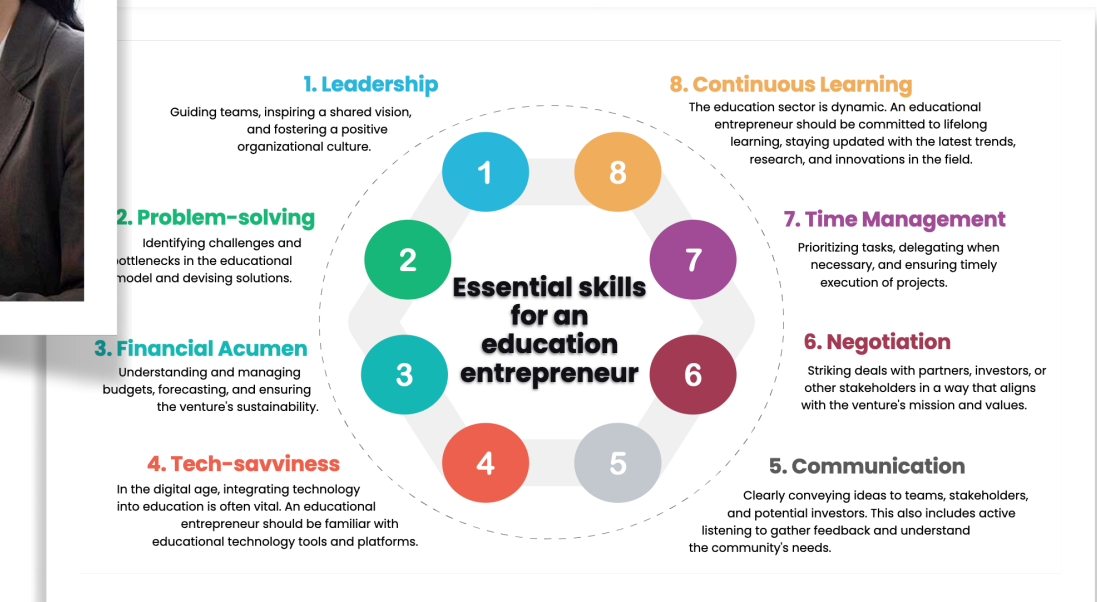 1. Leadership
Guiding teams, inspiring a shared vision,
and fostering a positive
organizational culture.
2. Problem-solving
Identifying challenges and
bottlenecks in the educational
model and devising solutions.
3. Financial Acumen
Understanding and managing
budgets, forecasting, and ensuring
the venture's sustainability.
4. Tech-savviness
In the digital age, integrating technology
into education is often vital. An educational
entrepreneur should be familiar with
educational technology tools and platforms.
1
2
3
4
Essential skills
for an
education
entrepreneur
8
7
6
5
8. Continuous Learning
The education sector is dynamic. An educational
entrepreneur should be committed to lifelong
learning, staying updated with the latest trends,
research, and innovations in the field.
7. Time Management
Prioritizing tasks, delegating when
necessary, and ensuring timely
execution of projects.
6. Negotiation
Striking deals with partners, investors, or
other stakeholders in a way that aligns
with the venture's mission and values.
5. Communication
Clearly conveying ideas to teams, stakeholders,
and potential investors. This also includes active
listening to gather feedback and understand
the community's needs.